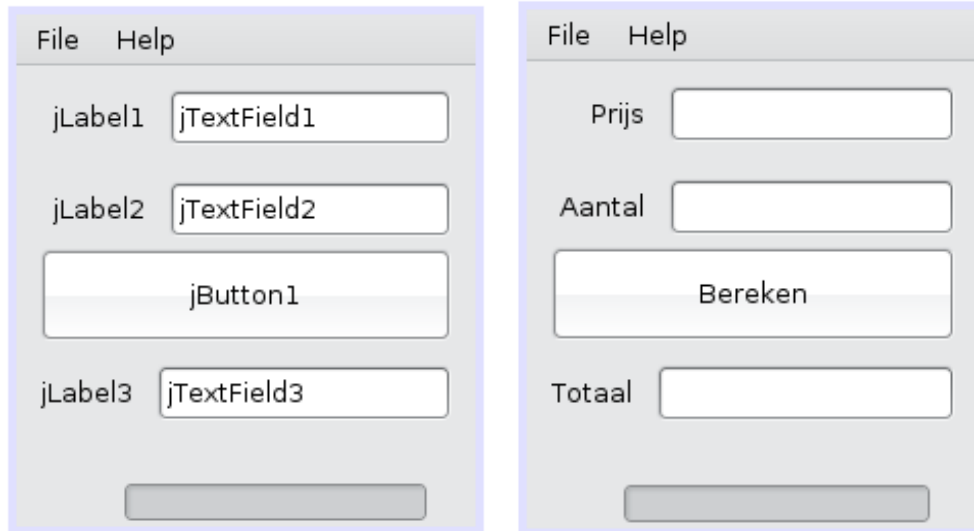 File Help
jLabel1 jTextField1
jLabel2 jTextField2
jButton1
jLabel3 jTextField3
File Help
Prijs
Aantal
Bereken
Totaal